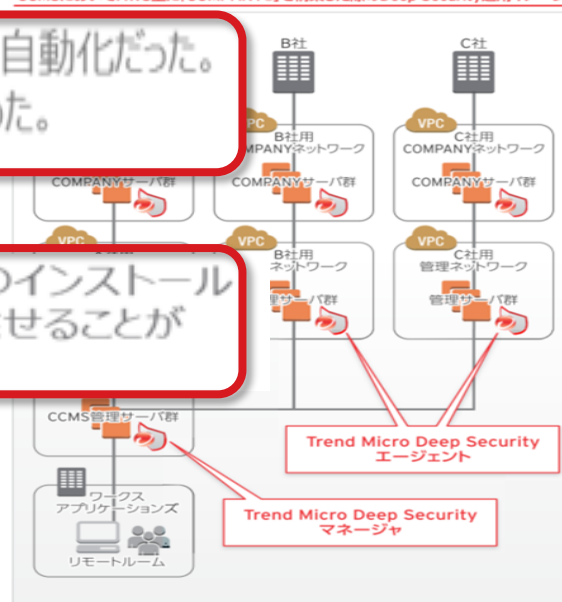 自動化だった。
った。
B社
C社
VPC
B社用
COMPANYネットワーク
VPC
C社用
COMPANYネットワーク
COMPANYサーバ群
COMPANYサーバ群
COMPANYサーバ群
のインストール
せることが
VPC
VPC
B社用
ネットワーク
VPC
C社用
管理ネットワーク
管理サーバ群
管理サーバ群
CCMS管理サーバ群
Trend Micro Deep Security
エージェント
ワークス
アプリケーションズ
Trend Micro Deep Security
マネージャ
リモートルーム